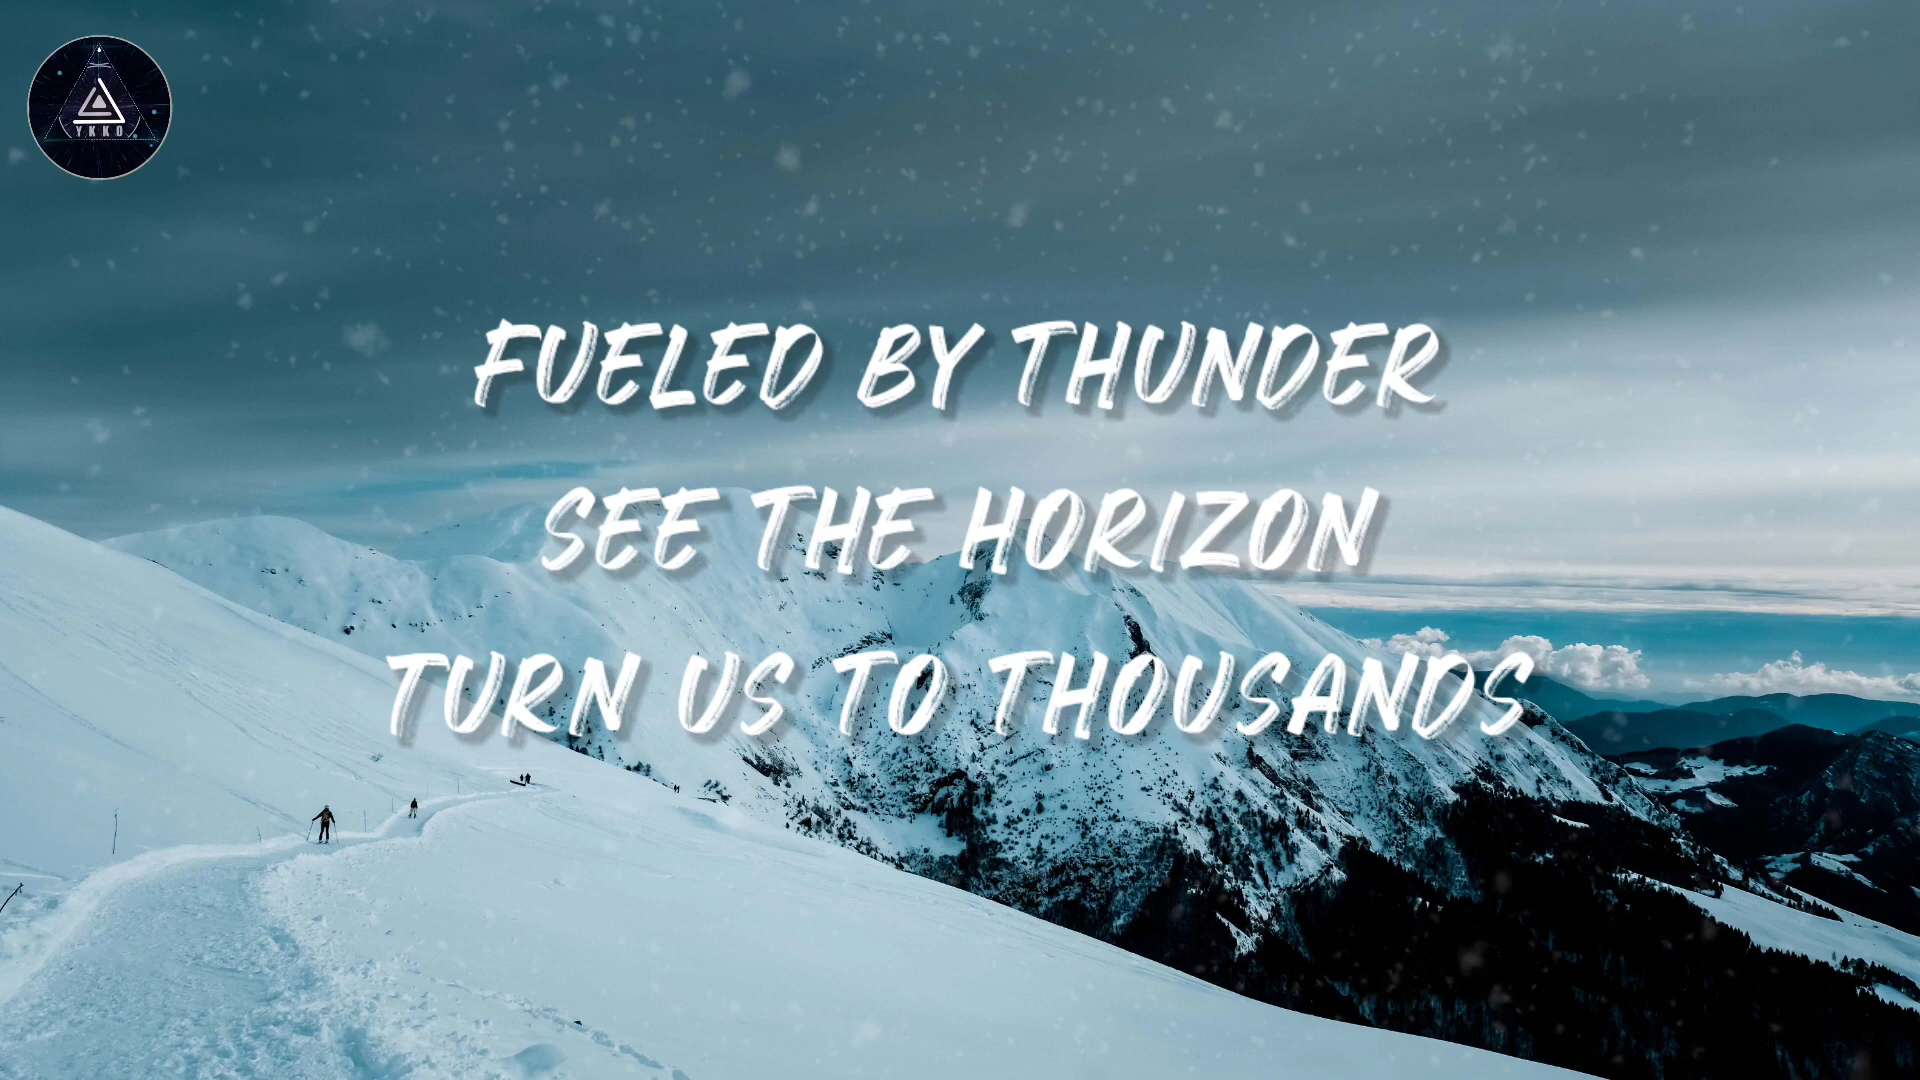 YKKO
FUELED BY THUNDER
SEE THE HORIZON
TURN US TO THOUSANDS